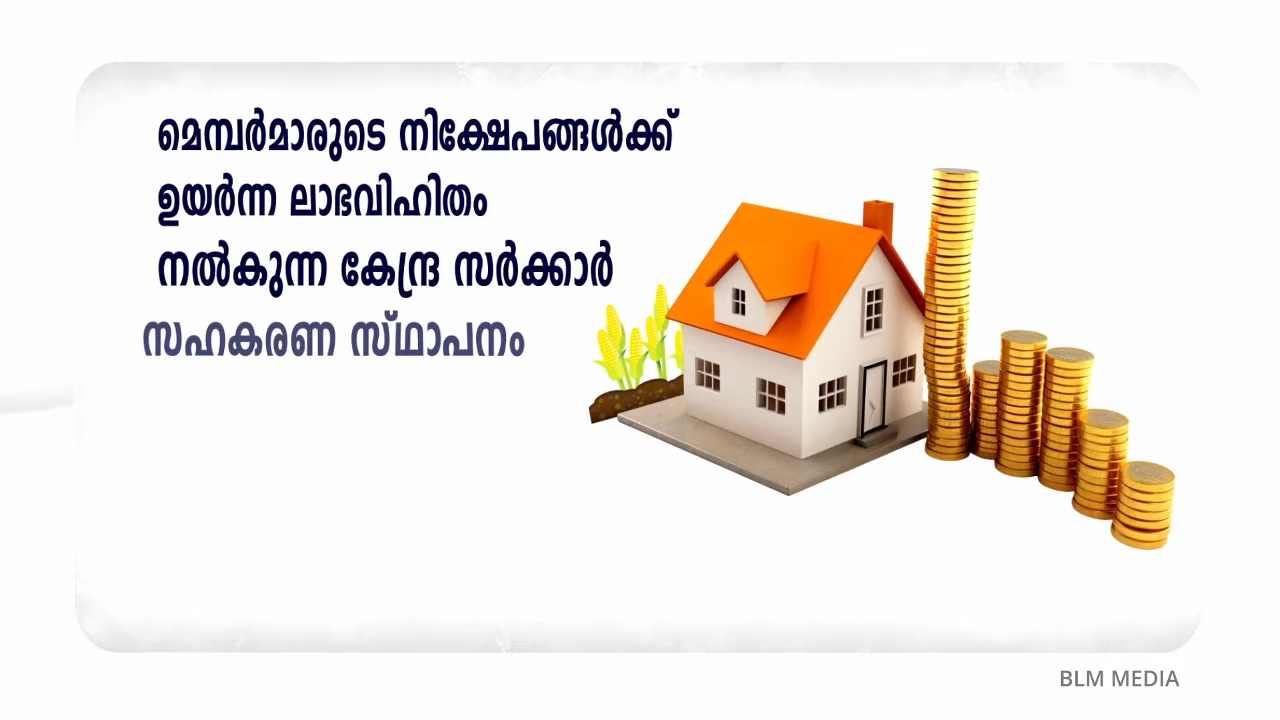 മെമ്പർമാരുടെ നിക്ഷേപങ്ങൾക്ക്
ഉയർന്ന ലാഭവിഹിതം
നൽകുന്ന കേന്ദ്ര സർക്കാർ
സഹകരണ സ്ഥാപനം
BLM MEDIA